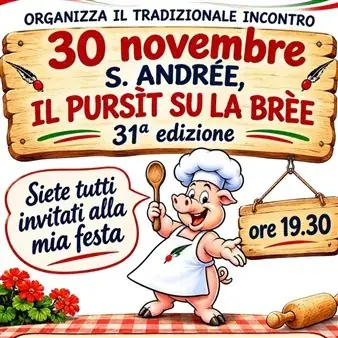 ORGANIZZA IL TRADIZIONALE INCONTRO
30 novembre
S. ANDRÉE,
IL PURSÌT SU LA BRÈE
31ª edizione
Siete tutti
invitati alla
mia festa
ore 19.30